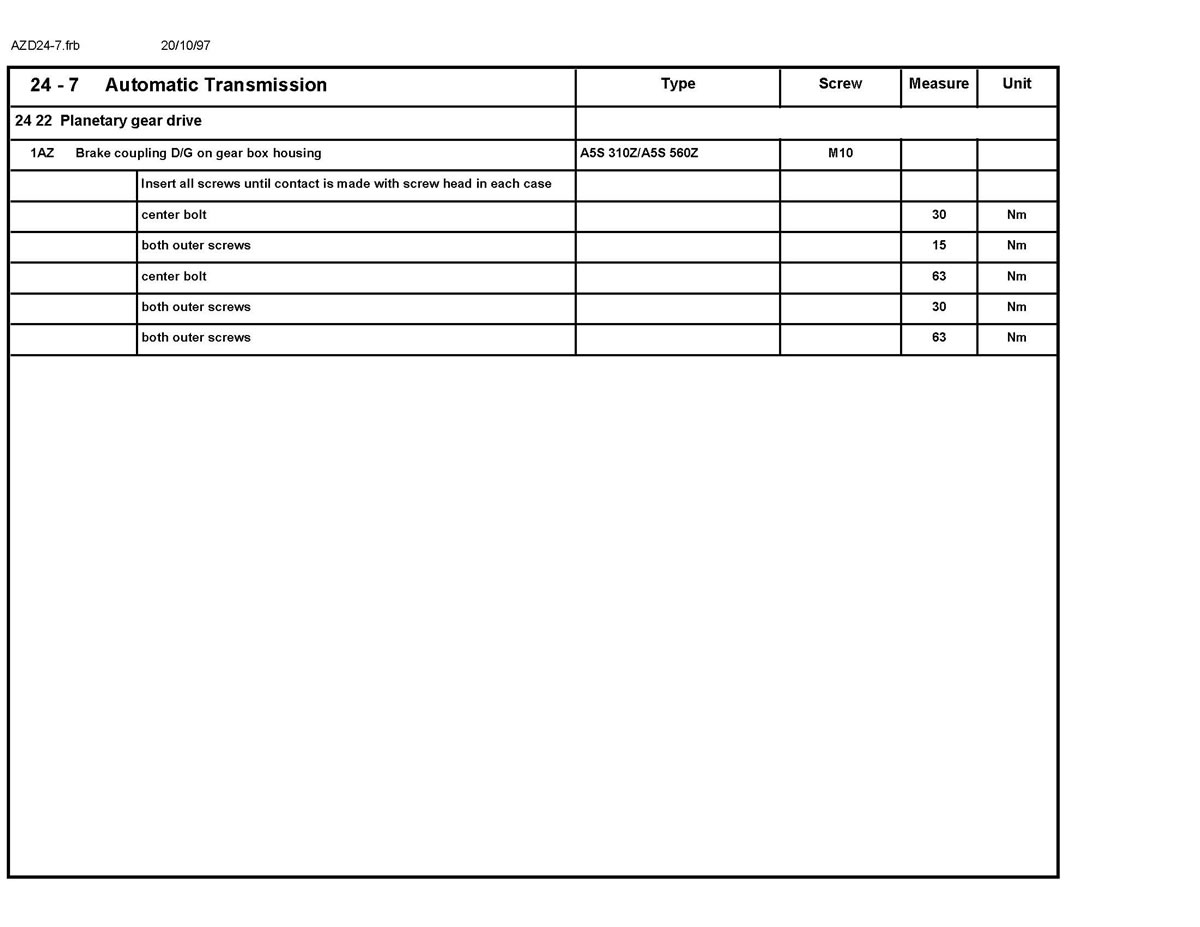 AZD24-7.frb 20/10/97
24 - 7 Automatic Transmission Type Screw Measure Unit
24 22 Planetary gear drive
1AZ Brake coupling D/G on gear box housing A5S 310Z/A5S 560Z M10
Insert all screws until contact is made with screw head in each case
center bolt 30 Nm
both outer screws 15 Nm
center bolt 63 Nm
both outer screws 30 Nm
both outer screws 63 Nm